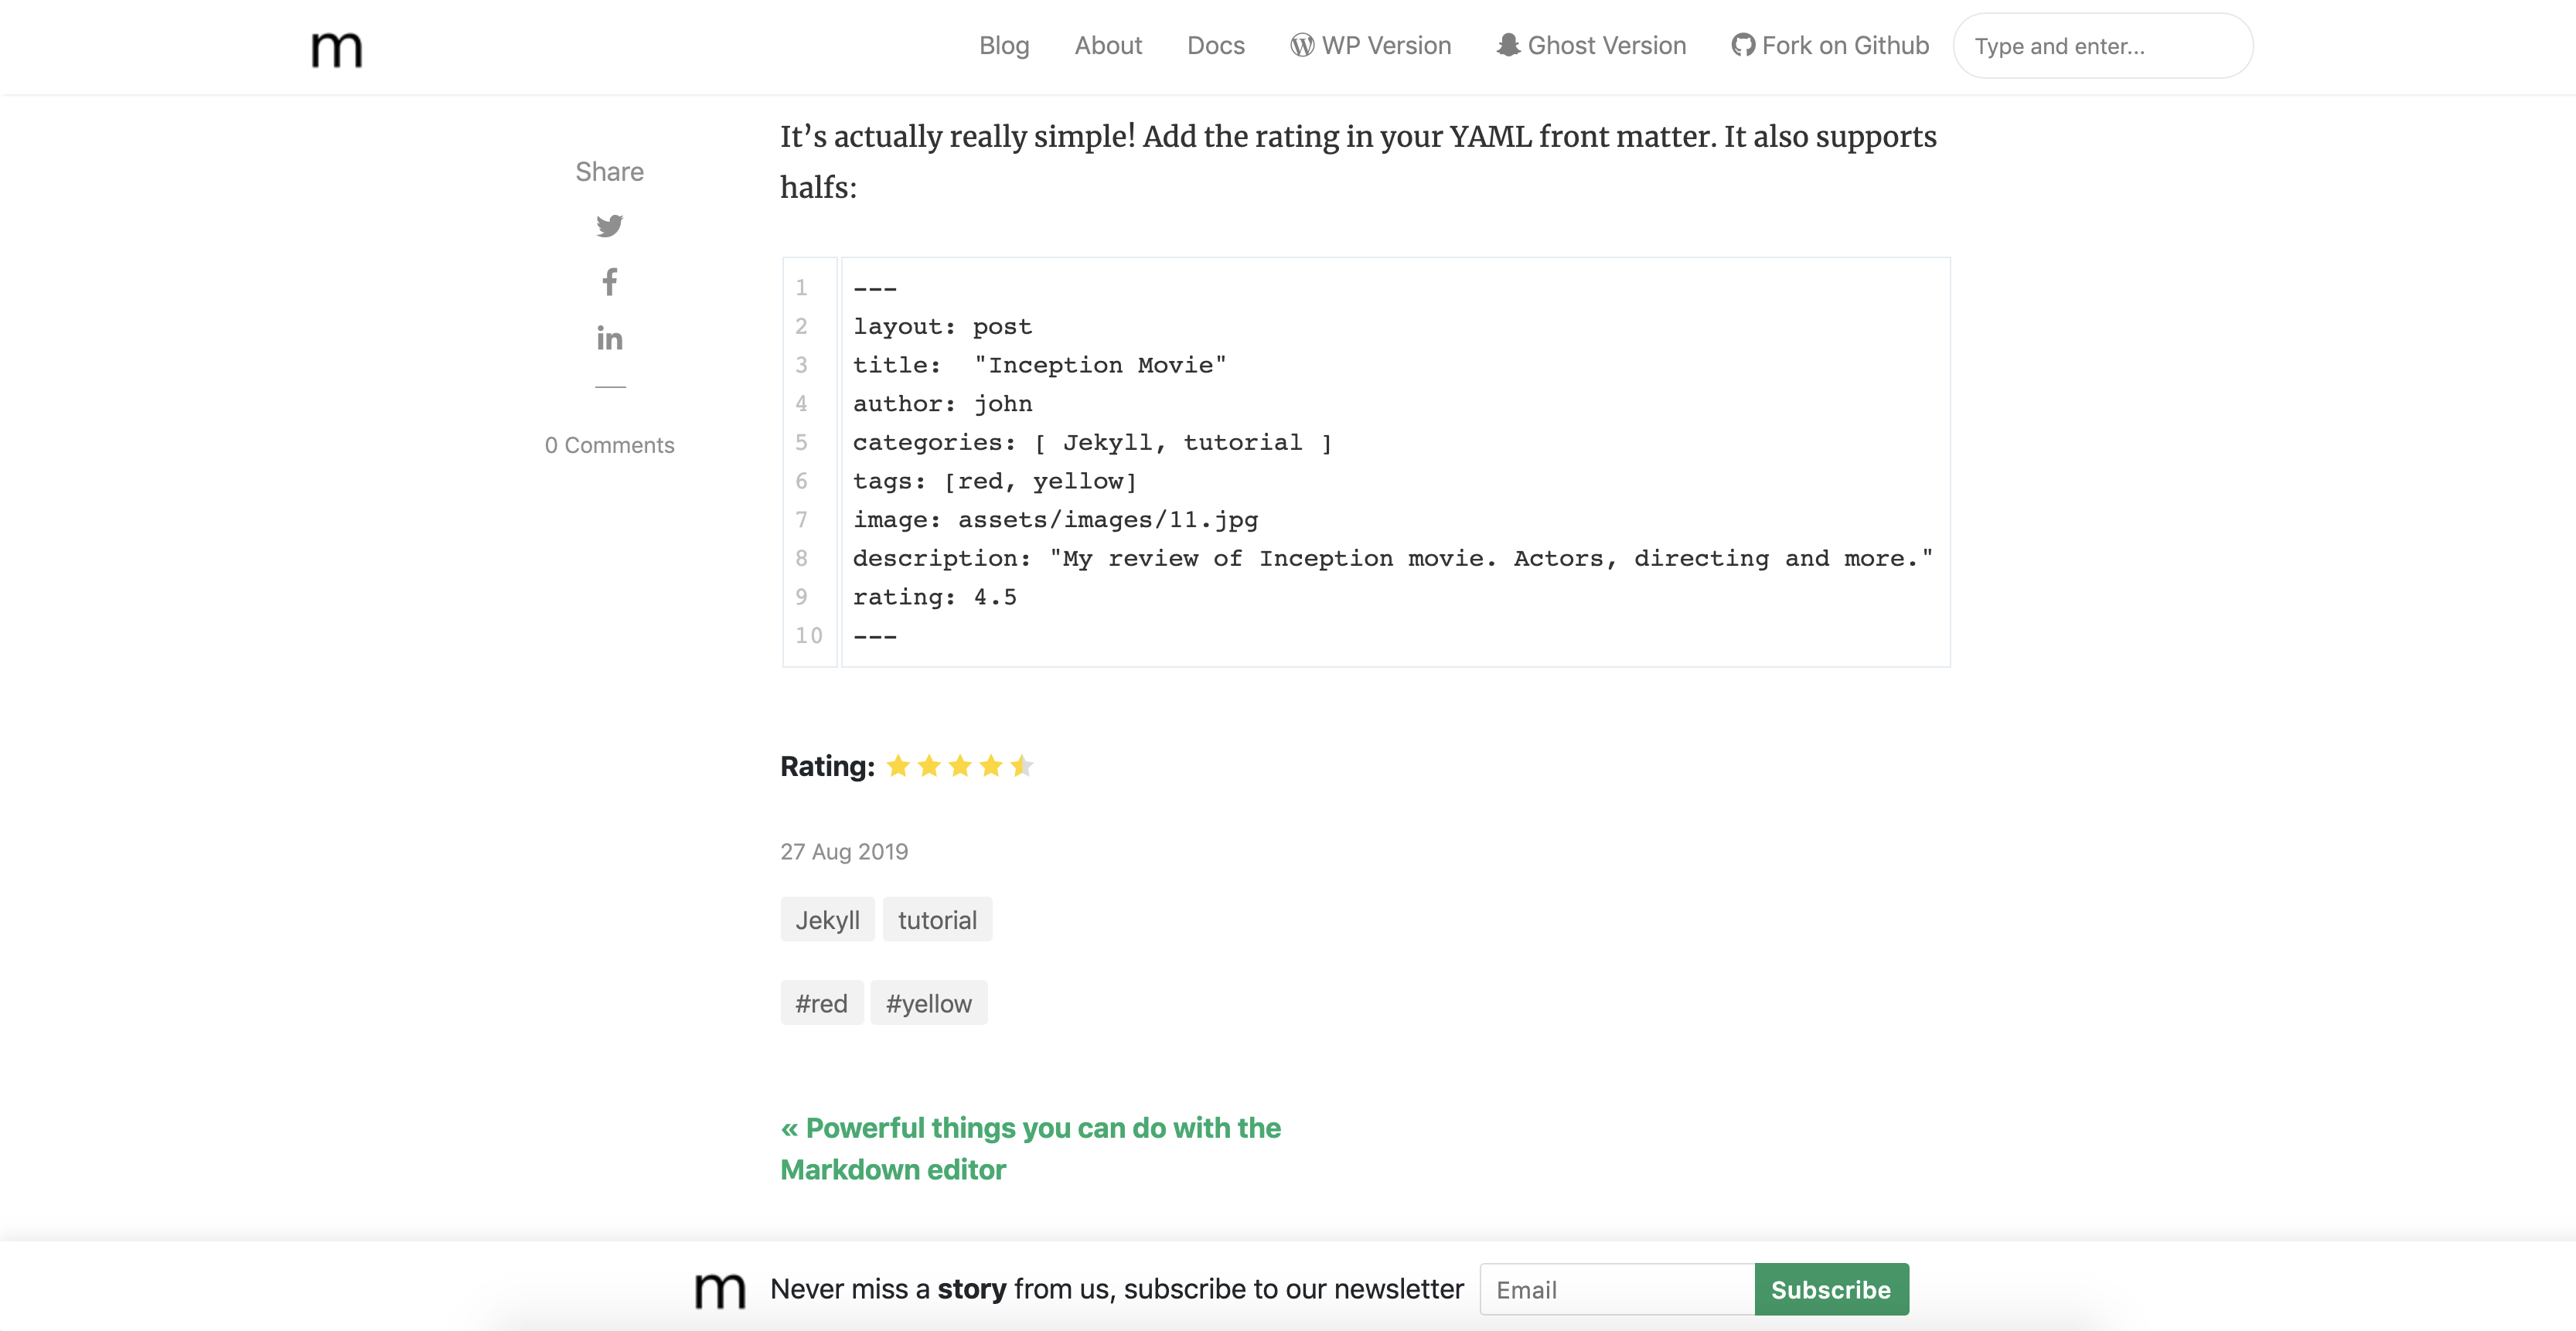 m
Blog About Docs WP Version Ghost Version Fork on Github Type and enter...
It’s actually really simple! Add the rating in your YAML front matter. It also supports
halfs:
Share
0 Comments
1 ---
2 layout: post
3 title:  "Inception Movie"
4 author: john
5 categories: [ Jekyll, tutorial ]
6 tags: [red, yellow]
7 image: assets/images/11.jpg
8 description: "My review of Inception movie. Actors, directing and more."
9 rating: 4.5
10 ---
Rating:
27 Aug 2019
Jekyll tutorial
#red #yellow
« Powerful things you can do with the
Markdown editor
m Never miss a story from us, subscribe to our newsletter Email Subscribe